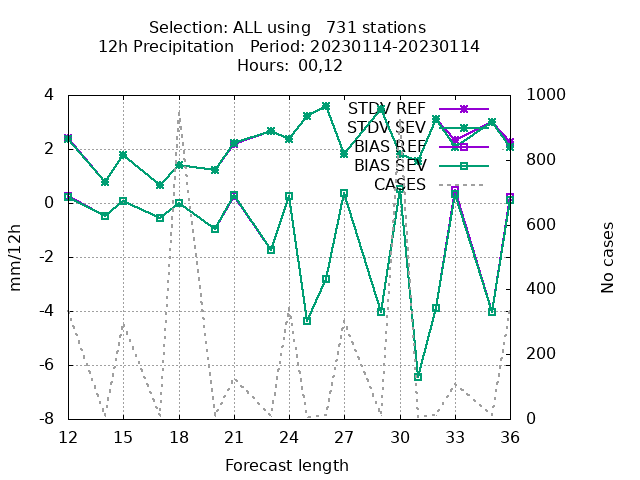 Selection: ALL using   731 stations
12h Precipitation   Period: 20230114-20230114
Hours:  00,12
STDV REF
STDV SEV
BIAS REF
BIAS SEV
CASES
4
2
0
-2
-4
-6
-8
1000
800
600
400
200
0
mm/12h
No cases
12 15 18 21 24 27 30 33 36
Forecast length